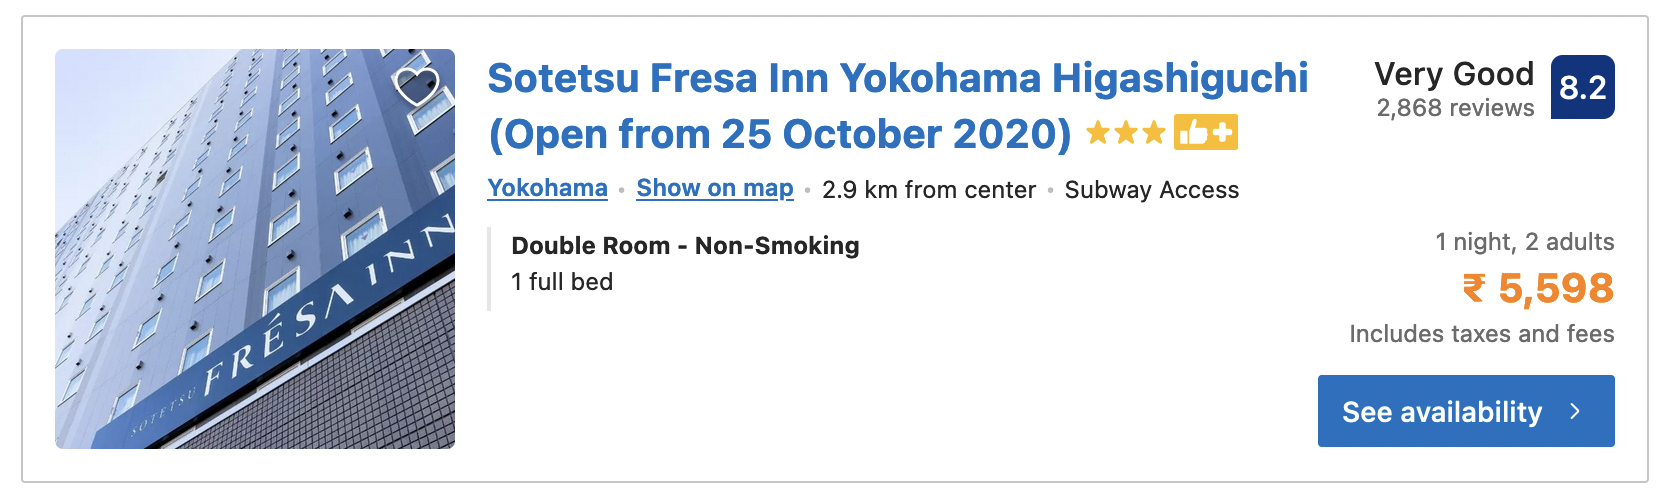 Sotetsu Fresa Inn Yokohama Higashiguchi
(Open from 25 October 2020)
Very Good
2,868 reviews
8.2
Yokohama • Show on map • 2.9 km from center • Subway Access
Double Room - Non-Smoking
1 full bed
1 night, 2 adults
₹ 5,598
Includes taxes and fees
See availability
SOTETSU FRÉSA INN